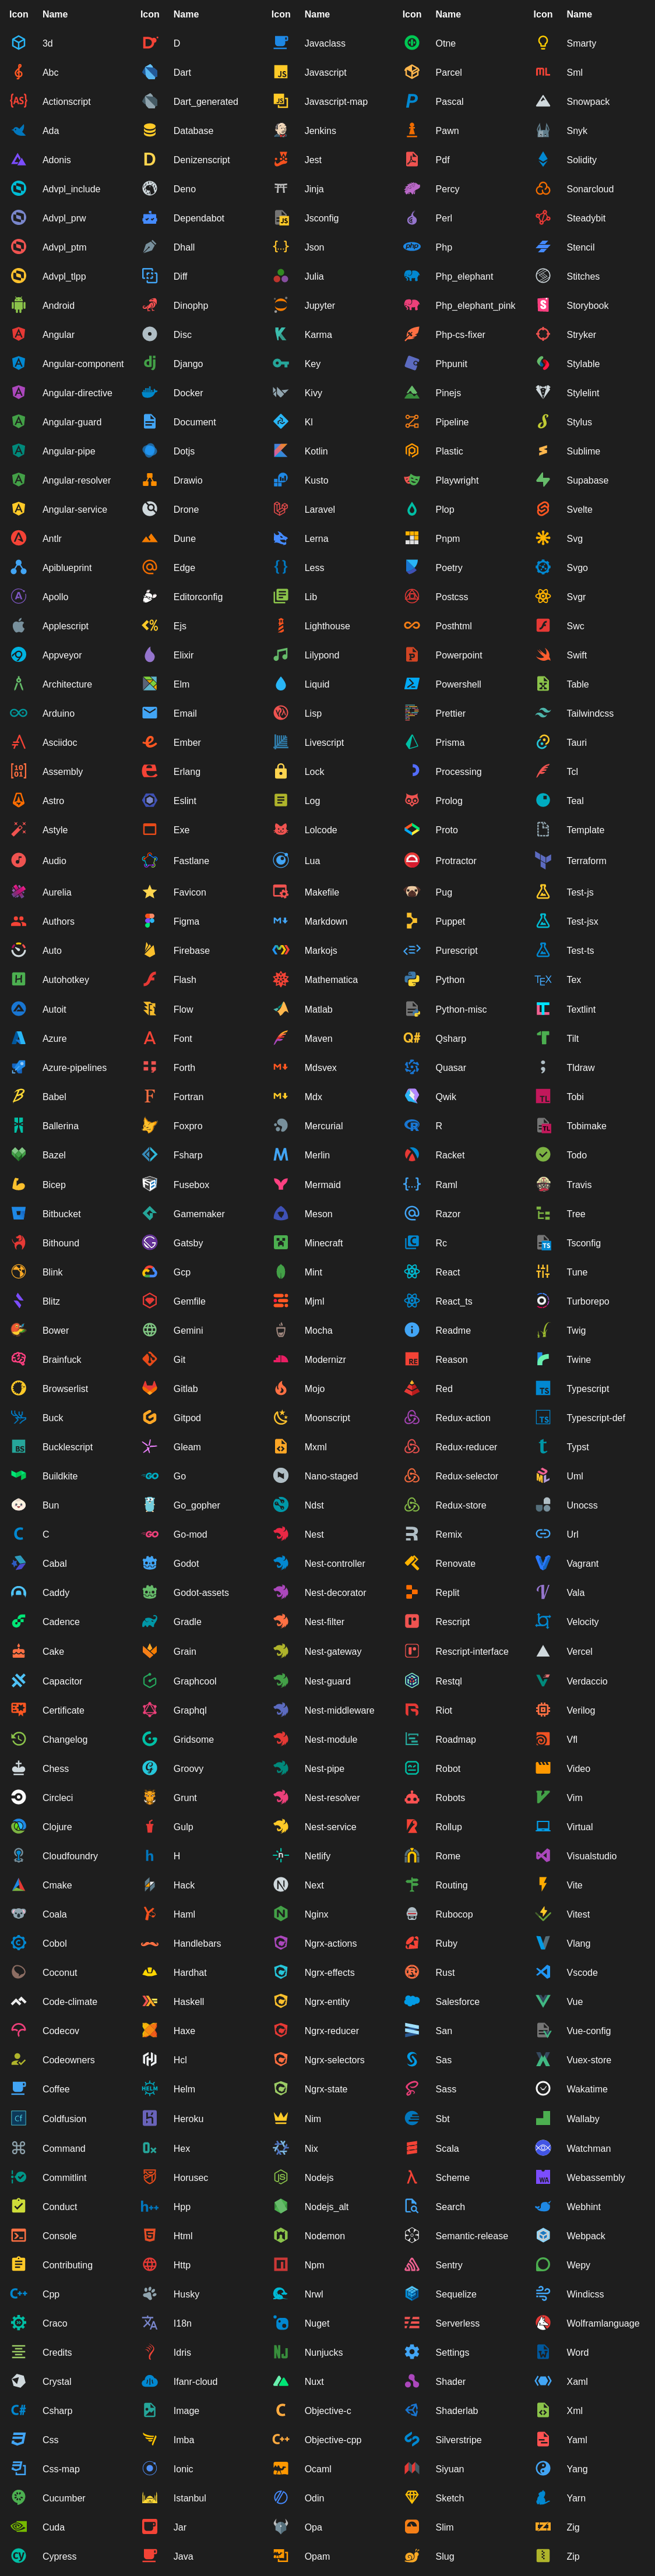 Icon Name Icon Name Icon Name Icon Name Icon Name
3d D Javaclass Otne Smarty
Abc Dart Javascript Parcel Sml
Actionscript Dart_generated Javascript-map Pascal Snowpack
Ada Database Jenkins Pawn Snyk
Adonis Denizenscript Jest Pdf Solidity
Advpl_include Deno Jinja Percy Sonarcloud
Advpl_prw Dependabot Jsconfig Perl Steadybit
Advpl_ptm Dhall Json Php Stencil
Advpl_tlpp Diff Julia Php_elephant Stitches
Android Dinophp Jupyter Php_elephant_pink Storybook
Angular Disc Karma Php-cs-fixer Stryker
Angular-component Django Key Phpunit Stylable
Angular-directive Docker Kivy Pinejs Stylelint
Angular-guard Document Kl Pipeline Stylus
Angular-pipe Dotjs Kotlin Plastic Sublime
Angular-resolver Drawio Kusto Playwright Supabase
Angular-service Drone Laravel Plop Svelte
Antlr Dune Lerna Pnpm Svg
Apiblueprint Edge Less Poetry Svgo
Apollo Editorconfig Lib Postcss Svgr
Applescript Ejs Lighthouse Posthtml Swc
Appveyor Elixir Lilypond Powerpoint Swift
Architecture Elm Liquid Powershell Table
Arduino Email Lisp Prettier Tailwindcss
Asciidoc Ember Livescript Prisma Tauri
Assembly Erlang Lock Processing Tcl
Astro Eslint Log Prolog Teal
Astyle Exe Lolcode Proto Template
Audio Fastlane Lua Protractor Terraform
Aurelia Favicon Makefile Pug Test-js
Authors Figma Markdown Puppet Test-jsx
Auto Firebase Markojs Purescript Test-ts
Autohotkey Flash Mathematica Python Tex
Autoit Flow Matlab Python-misc Textlint
Azure Font Maven Qsharp Tilt
Azure-pipelines Forth Mdsvex Quasar Tldraw
Babel Fortran Mdx Qwik Tobi
Ballerina Foxpro Mercurial R Tobimake
Bazel Fsharp Merlin Racket Todo
Bicep Fusebox Mermaid Raml Travis
Bitbucket Gamemaker Meson Razor Tree
Bithound Gatsby Minecraft Rc Tsconfig
Blink Gcp Mint React Tune
Blitz Gemfile Mjml React_ts Turborepo
Bower Gemini Mocha Readme Twig
Brainfuck Git Modernizr Reason Twine
Browserlist Gitlab Mojo Red Typescript
Buck Gitpod Moonscript Redux-action Typescript-def
Bucklescript Gleam Mxml Redux-reducer Typst
Buildkite Go Nano-staged Redux-selector Uml
Bun Go_gopher Ndst Redux-store Unocss
C Go-mod Nest Remix Url
Cabal Godot Nest-controller Renovate Vagrant
Caddy Godot-assets Nest-decorator Replit Vala
Cadence Gradle Nest-filter Rescript Velocity
Cake Grain Nest-gateway Rescript-interface Vercel
Capacitor Graphcool Nest-guard Restql Verdaccio
Certificate Graphql Nest-middleware Riot Verilog
Changelog Gridsome Nest-module Roadmap Vfl
Chess Groovy Nest-pipe Robot Video
Circleci Grunt Nest-resolver Robots Vim
Clojure Gulp Nest-service Rollup Virtual
Cloudfoundry H Netlify Rome Visualstudio
Cmake Hack Next Routing Vite
Coala Haml Nginx Rubocop Vitest
Cobol Handlebars Ngrx-actions Ruby Vlang
Coconut Hardhat Ngrx-effects Rust Vscode
Code-climate Haskell Ngrx-entity Salesforce Vue
Codecov Haxe Ngrx-reducer San Vue-config
Codeowners Hcl Ngrx-selectors Sas Vuex-store
Coffee Helm Ngrx-state Sass Wakatime
Coldfusion Heroku Nim Sbt Wallaby
Command Hex Nix Scala Watchman
Commitlint Horusec Nodejs Scheme Webassembly
Conduct Hpp Nodejs_alt Search Webhint
Console Html Nodemon Semantic-release Webpack
Contributing Http Npm Sentry Wepy
Cpp Husky Nrwl Sequelize Windicss
Craco I18n Nuget Serverless Wolframlanguage
Credits Idris Nunjucks Settings Word
Crystal Ifanr-cloud Nuxt Shader Xaml
Csharp Image Objective-c Shaderlab Xml
Css Imba Objective-cpp Silverstripe Yaml
Css-map Ionic Ocaml Siyuan Yang
Cucumber Istanbul Odin Sketch Yarn
Cuda Jar Opa Slim Zig
Cypress Java Opam Slug Zip